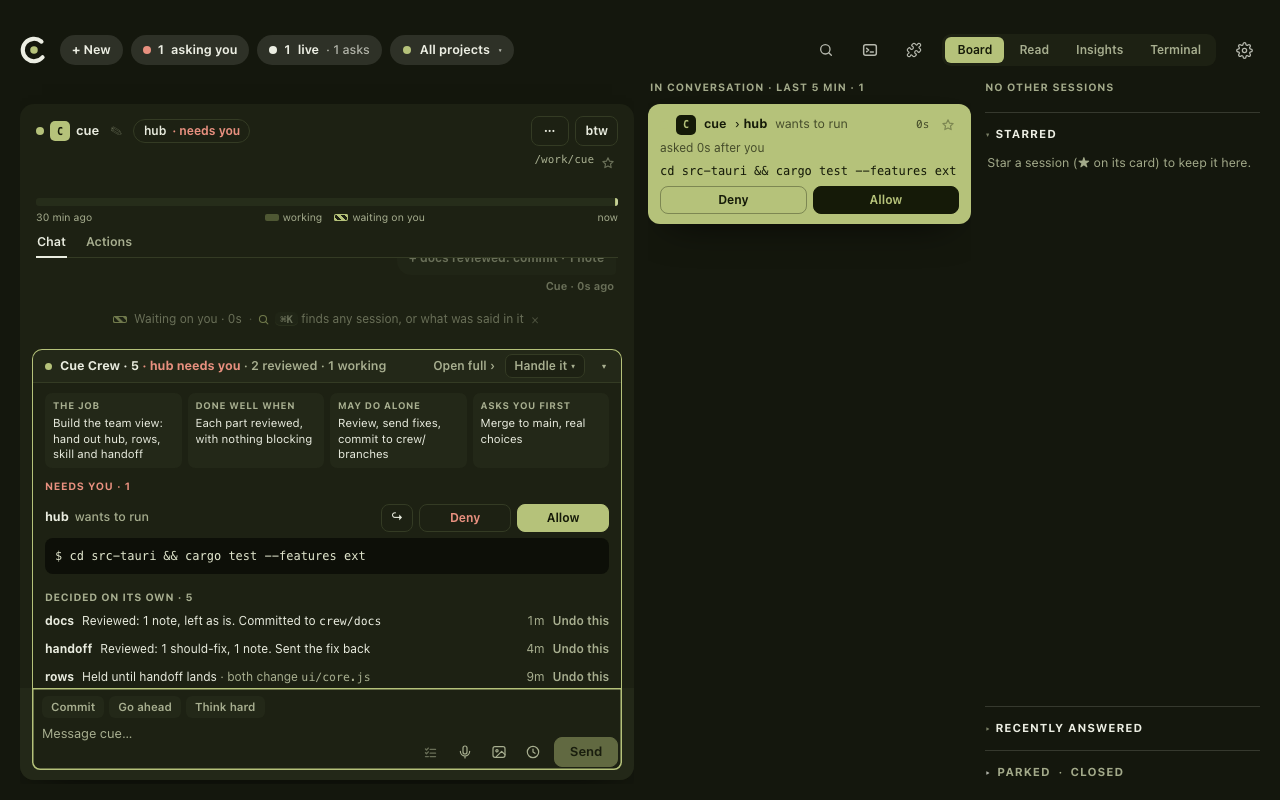 + New
1 asking you
1 live · 1 asks
All projects
Board
Read
Insights
Terminal
C cue
hub · needs you
···
btw
/work/cue
30 min ago
working
waiting on you
now
Chat
Actions
+ docs reviewed: commit · 1 note
Cue · 0s ago
Waiting on you · 0s · ⌘K finds any session, or what was said in it ×
Cue Crew · 5 · hub needs you · 2 reviewed · 1 working
Open full ›
Handle it ▾
▾
THE JOB
Build the team view:
hand out hub, rows,
skill and handoff
DONE WELL WHEN
Each part reviewed,
with nothing blocking
MAY DO ALONE
Review, send fixes,
commit to crew/
branches
ASKS YOU FIRST
Merge to main, real
choices
NEEDS YOU · 1
hub wants to run
Deny
Allow
$ cd src-tauri && cargo test --features ext
DECIDED ON ITS OWN · 5
docs Reviewed: 1 note, left as is. Committed to crew/docs 1m Undo this
handoff Reviewed: 1 should-fix, 1 note. Sent the fix back 4m Undo this
rows Held until handoff lands · both change ui/core.js 9m Undo this
Commit
Go ahead
Think hard
Message cue…
Send
IN CONVERSATION · LAST 5 MIN · 1
C cue › hub wants to run 0s
asked 0s after you
cd src-tauri && cargo test --features ext
Deny
Allow
NO OTHER SESSIONS
STARRED
Star a session (★ on its card) to keep it here.
RECENTLY ANSWERED
PARKED · CLOSED